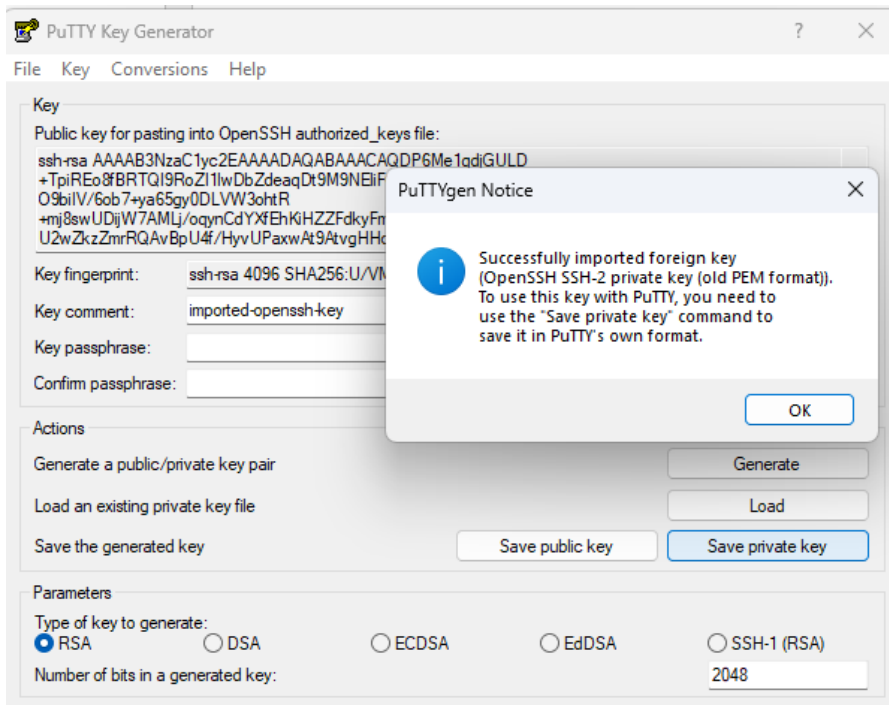 PuTTY Key Generator
File Key Conversions Help
Key
Public key for pasting into OpenSSH authorized_keys file:
ssh-rsa AAAAB3NzaC1yc2EAAAADAQABAAACAQDP6Me1qdjGULD
+TpiREo8fBRTQI9RoZI1lwDbZdeaqDt9M9NEliF
O9bilV/6ob7+ya65gy0DLVW3ohtR
+mj8swUDijW7AMLj/oqynCdYXfEhKiHZZFdkyFm
U2wZkzZmrRQAvBpU4f/HyvUPaxwAt9AtvgHHc
Key fingerprint: ssh-rsa 4096 SHA256:U/VM
Key comment: imported-openssh-key
Key passphrase:
Confirm passphrase:
PuTTYgen Notice
Successfully imported foreign key
(OpenSSH SSH-2 private key (old PEM format)).
To use this key with PuTTY, you need to
use the "Save private key" command to
save it in PuTTY's own format.
OK
Actions
Generate a public/private key pair Generate
Load an existing private key file Load
Save the generated key Save public key Save private key
Parameters
Type of key to generate:
RSA DSA ECDSA EdDSA SSH-1 (RSA)
Number of bits in a generated key: 2048